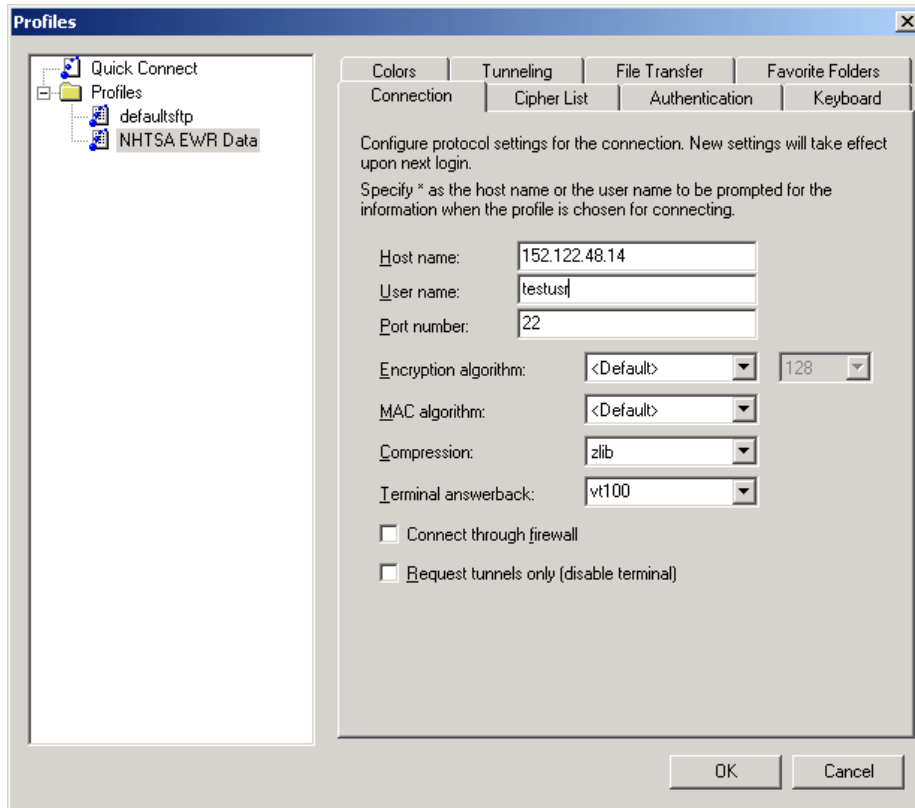 Profiles
Quick Connect
Profiles
defaultsftp
NHTSA EWR Data
Colors Tunneling File Transfer Favorite Folders
Connection Cipher List Authentication Keyboard
Configure protocol settings for the connection. New settings will take effect
upon next login.
Specify * as the host name or the user name to be prompted for the
information when the profile is chosen for connecting.
Host name: 152.122.48.14
User name: testusr
Port number: 22
Encryption algorithm: <Default> 128
MAC algorithm: <Default>
Compression: zlib
Terminal answerback: vt100
Connect through firewall
Request tunnels only (disable terminal)
OK Cancel